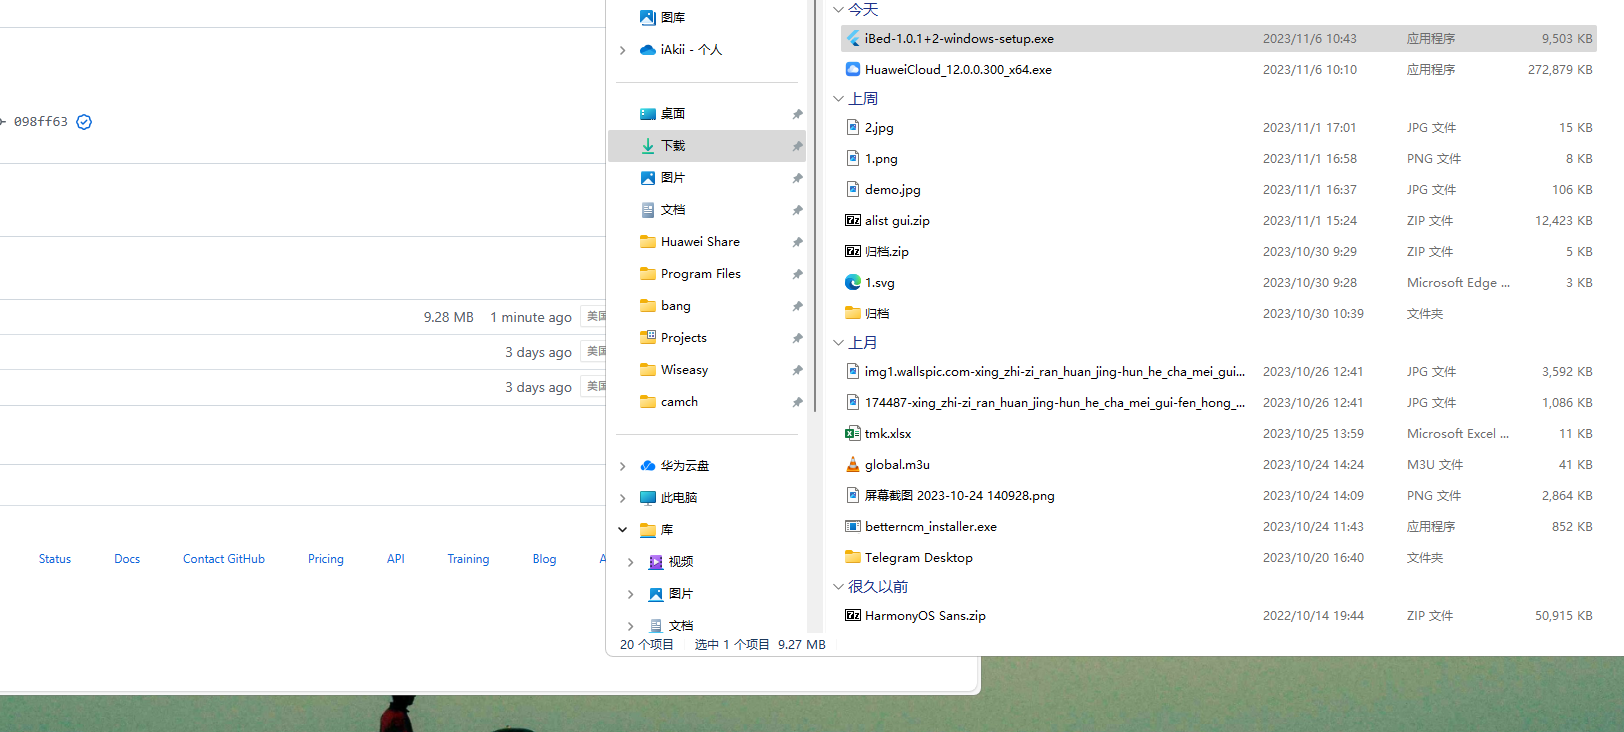 098ff63
9.28 MB 1 minute ago 美国
3 days ago 美国
3 days ago 美国
Status Docs Contact GitHub Pricing API Training Blog A
图库
iAkii - 个人
桌面
下载
图片
文档
Huawei Share
Program Files
bang
Projects
Wiseasy
camch
华为云盘
此电脑
库
视频
图片
文档
20 个项目 选中 1 个项目 9.27 MB
今天
iBed-1.0.1+2-windows-setup.exe 2023/11/6 10:43 应用程序 9,503 KB
HuaweiCloud_12.0.0.300_x64.exe 2023/11/6 10:10 应用程序 272,879 KB
上周
2.jpg 2023/11/1 17:01 JPG 文件 15 KB
1.png 2023/11/1 16:58 PNG 文件 8 KB
demo.jpg 2023/11/1 16:37 JPG 文件 106 KB
alist gui.zip 2023/11/1 15:24 ZIP 文件 12,423 KB
归档.zip 2023/10/30 9:29 ZIP 文件 5 KB
1.svg 2023/10/30 9:28 Microsoft Edge ... 3 KB
归档 2023/10/30 10:39 文件夹
上月
img1.wallspic.com-xing_zhi-zi_ran_huan_jing-hun_he_cha_mei_gui... 2023/10/26 12:41 JPG 文件 3,592 KB
174487-xing_zhi-zi_ran_huan_jing-hun_he_cha_mei_gui-fen_hong_... 2023/10/26 12:41 JPG 文件 1,086 KB
tmk.xlsx 2023/10/25 13:59 Microsoft Excel ... 11 KB
global.m3u 2023/10/24 14:24 M3U 文件 41 KB
屏幕截图 2023-10-24 140928.png 2023/10/24 14:09 PNG 文件 2,864 KB
betterncm_installer.exe 2023/10/24 11:43 应用程序 852 KB
Telegram Desktop 2023/10/20 16:40 文件夹
很久以前
HarmonyOS Sans.zip 2022/10/14 19:44 ZIP 文件 50,915 KB